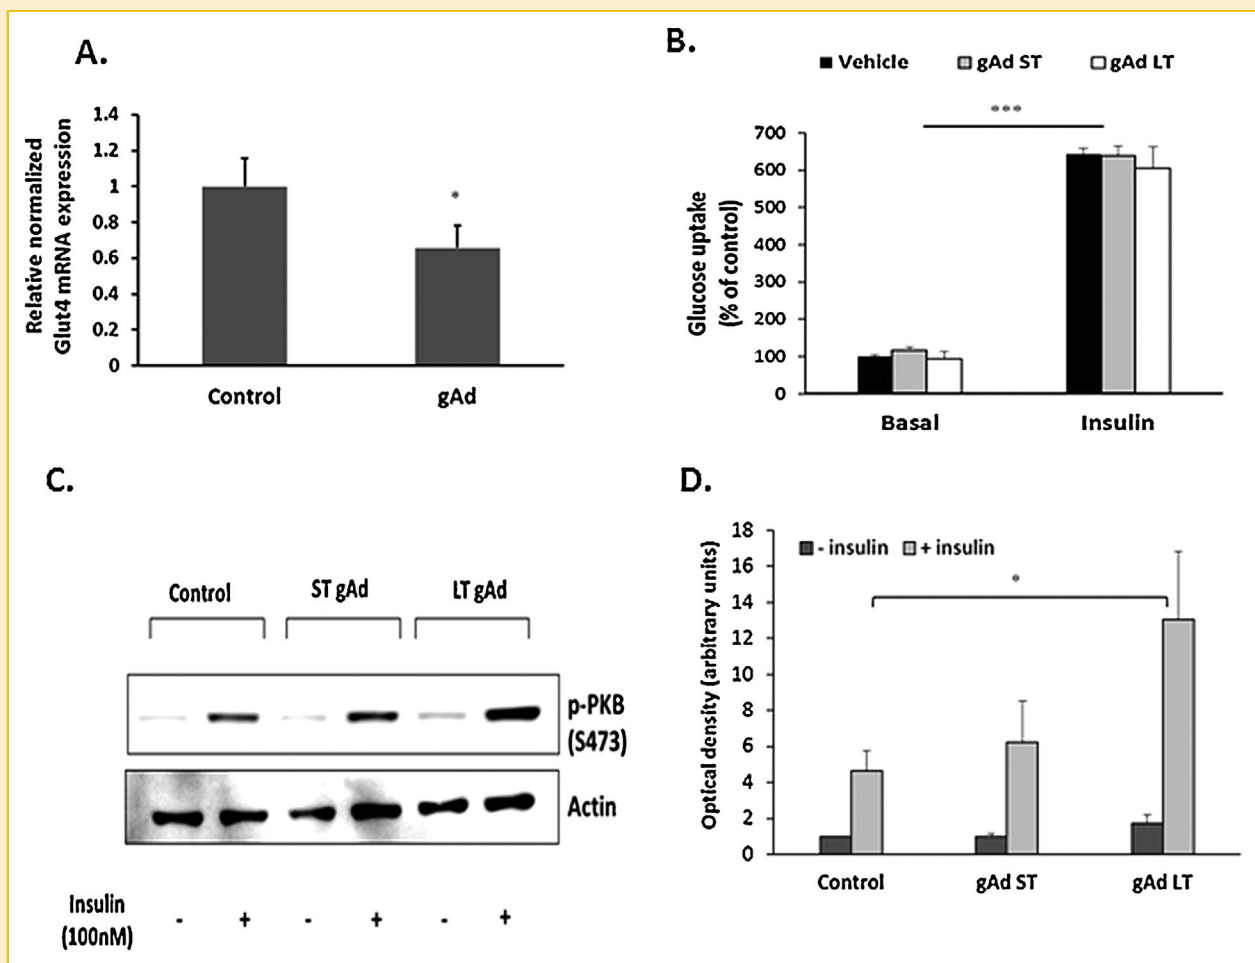 A.
Relative normalized
Glut4 mRNA expression
1.4
1.2
1
0.8
0.6
0.4
0.2
0
*
Control
gAd
B.
Vehicle
gAd ST
gAd LT
***
Glucose uptake
(% of control)
700
600
500
400
300
200
100
0
Basal
Insulin
C.
Control
ST gAd
LT gAd
p-PKB
(S473)
Actin
Insulin
(100nM)
- + - + - +
D.
Optical density (arbitrary units)
18
16
14
12
10
8
6
4
2
0
- insulin
+ insulin
*
Control
gAd ST
gAd LT